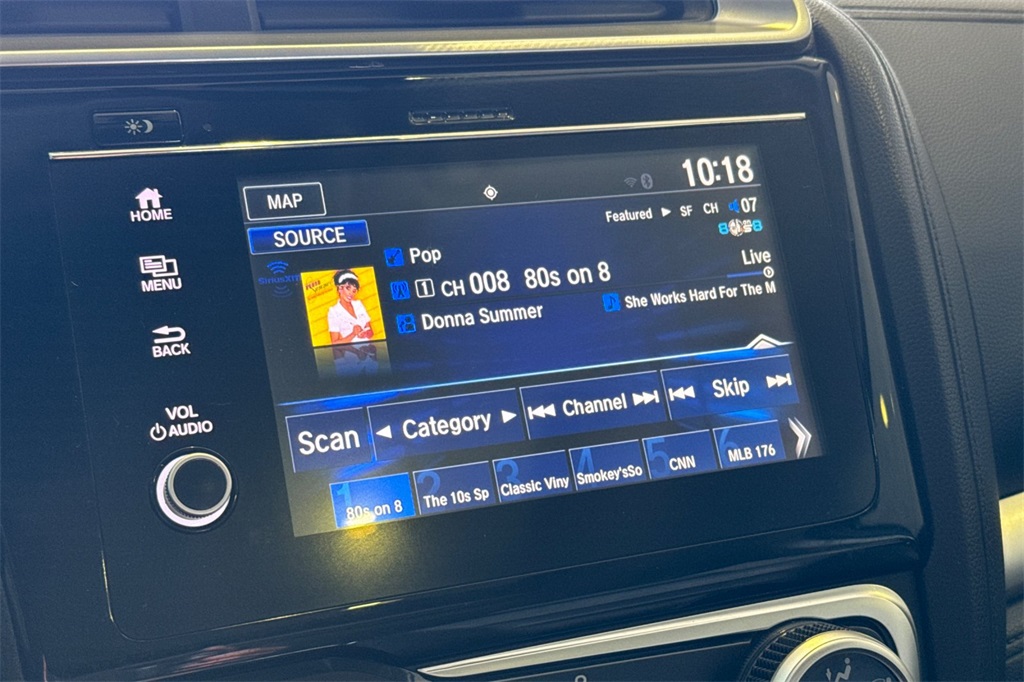 HOME
MENU
BACK
VOL
AUDIO
MAP
10:18
SOURCE
Featured ▶ SF CH 07
SiriusXM
Pop
Live
1 CH 008 80s on 8
Donna Summer
She Works Hard For The M
Scan
◀ Category ▶
Channel
Skip
1 80s on 8
2 The 10s Sp
3 Classic Viny
4 Smokey'sSo
5 CNN
6 MLB 176